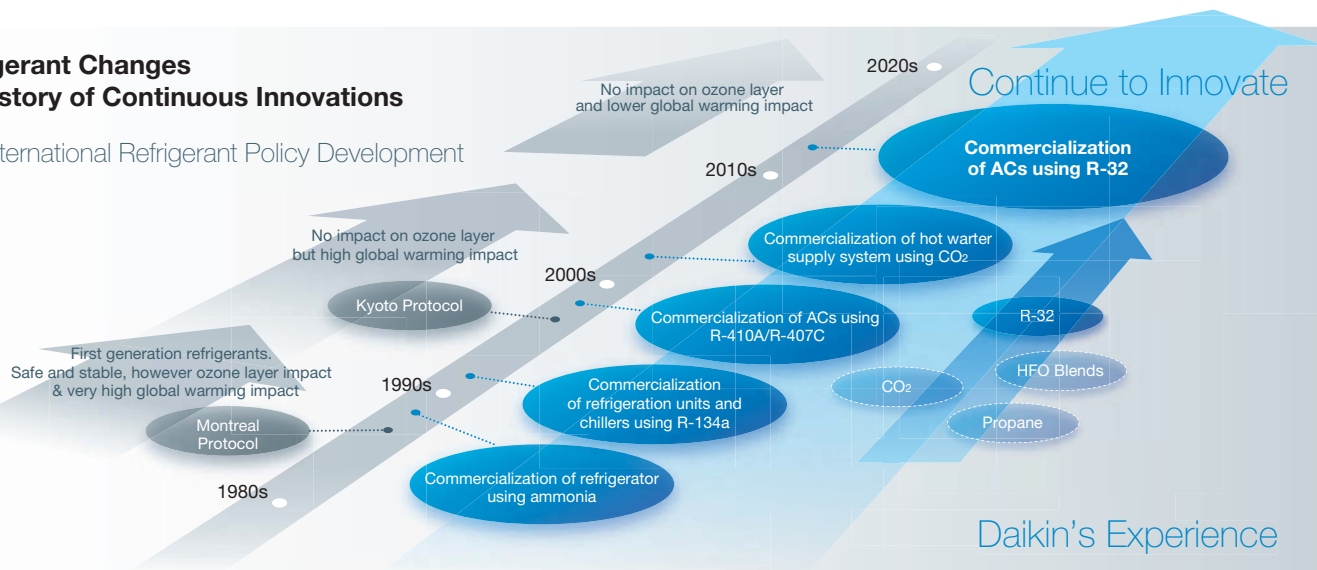 gerant Changes
story of Continuous Innovations
nternational Refrigerant Policy Development
No impact on ozone layer
and lower global warming impact
2020s
Continue to Innovate
Commercialization
of ACs using R-32
2010s
No impact on ozone layer
but high global warming impact
Commercialization of hot warter
supply system using CO2
2000s
Kyoto Protocol
Commercialization of ACs using
R-410A/R-407C
R-32
First generation refrigerants.
Safe and stable, however ozone layer impact
& very high global warming impact
1990s
Commercialization
of refrigeration units and
chillers using R-134a
CO2
HFO Blends
Propane
Montreal
Protocol
1980s
Commercialization of refrigerator
using ammonia
Daikin's Experience